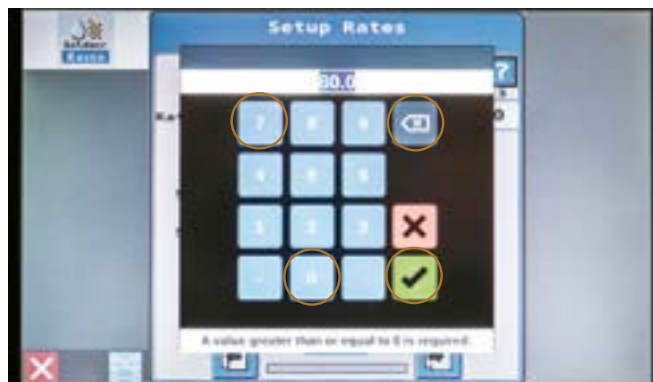 Setup Rates
?
80.0
7 8 9
0
4 5 6
1 2 3
. 0
A value greater than or equal to 0 is required.